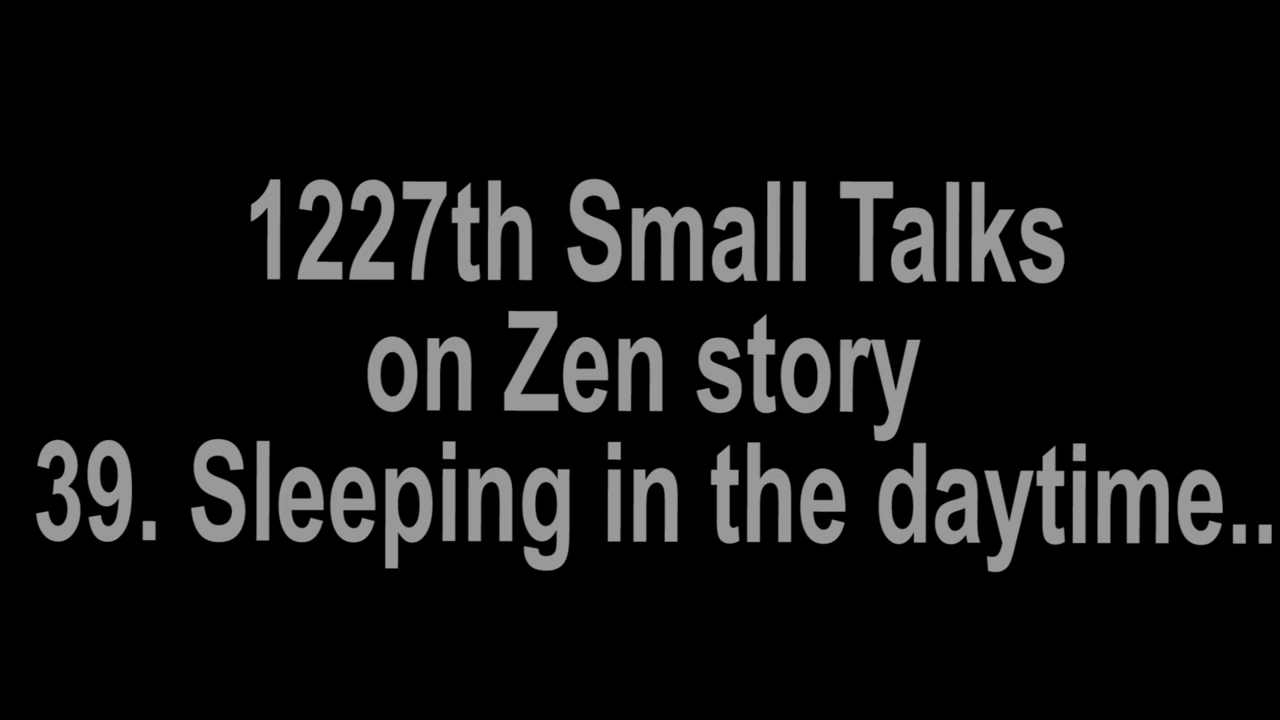 1227th Small Talks
on Zen story
39. Sleeping in the daytime..